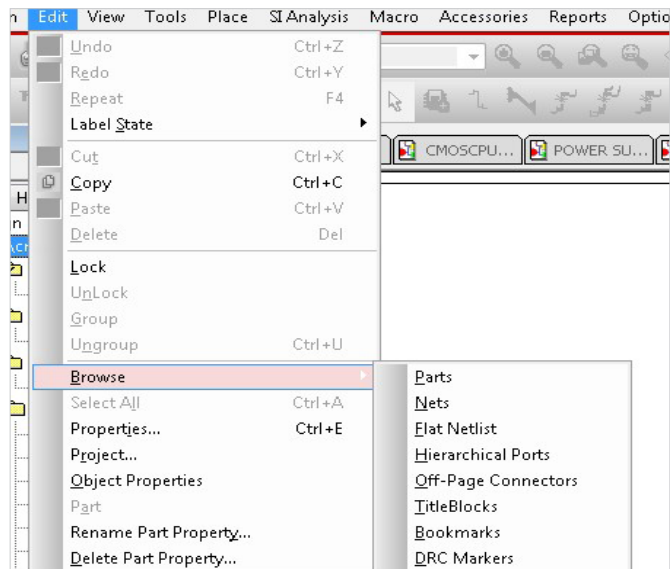 Edit View Tools Place SI Analysis Macro Accessories Reports Optio
Undo Ctrl+Z
Redo Ctrl+Y
Repeat F4
Label State
CMOSCPU... POWER SU...
Cut Ctrl+X
Copy Ctrl+C
Paste Ctrl+V
Delete Del
Lock
UnLock
Group
Ungroup Ctrl+U
Browse
Select All Ctrl+A
Properties... Ctrl+E
Project...
Object Properties
Part
Rename Part Property...
Delete Part Property...
Parts
Nets
Flat Netlist
Hierarchical Ports
Off-Page Connectors
TitleBlocks
Bookmarks
DRC Markers